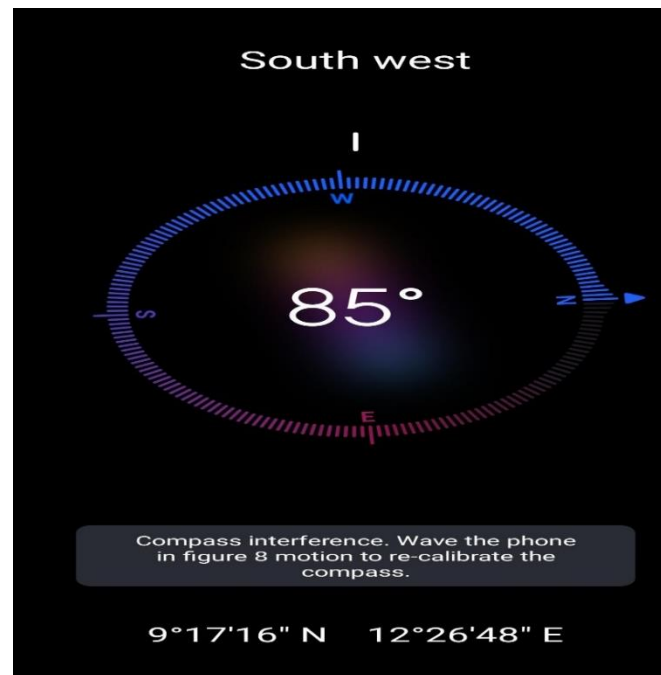 South west
W
85°
S
N
E
Compass interference. Wave the phone
in figure 8 motion to re-calibrate the
compass.
9°17'16" N 12°26'48" E